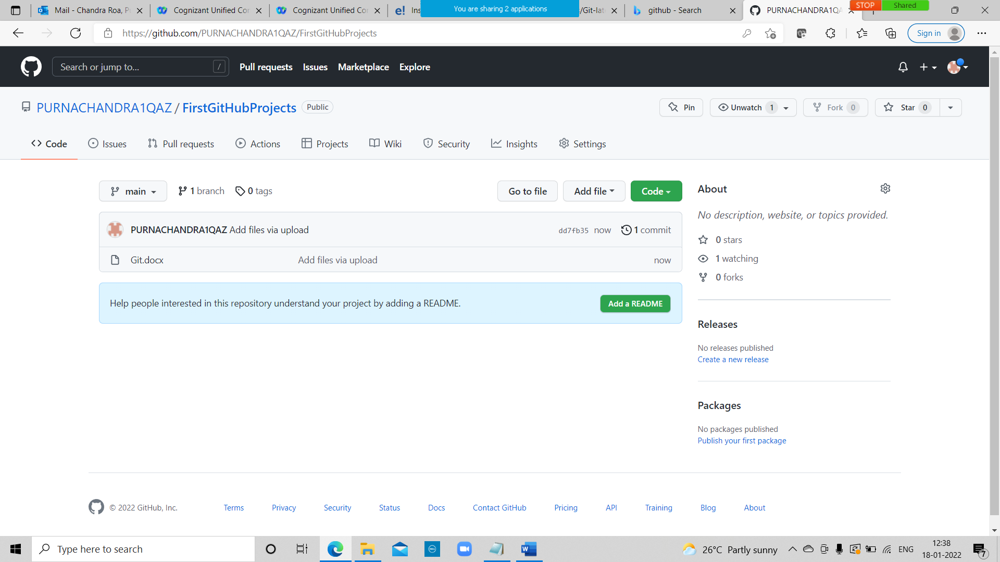 Mail - Chandra Roa, P
Cognizant Unified Co
Cognizant Unified Co
e! Ins
You are sharing 2 applications
/Git-lat
github - Search
PURNACHANDRA1QA
STOP
Shared
https://github.com/PURNACHANDRA1QAZ/FirstGitHubProjects
Sign in
Search or jump to...
/
Pull requests
Issues
Marketplace
Explore
PURNACHANDRA1QAZ / FirstGitHubProjects
Public
Pin
Unwatch 1
Fork 0
Star 0
Code
Issues
Pull requests
Actions
Projects
Wiki
Security
Insights
Settings
main
1 branch
0 tags
Go to file
Add file
Code
PURNACHANDRA1QAZ Add files via upload
dd7fb35 now
1 commit
Git.docx
Add files via upload
now
Help people interested in this repository understand your project by adding a README.
Add a README
About
No description, website, or topics provided.
0 stars
1 watching
0 forks
Releases
No releases published
Create a new release
Packages
No packages published
Publish your first package
© 2022 GitHub, Inc.
Terms
Privacy
Security
Status
Docs
Contact GitHub
Pricing
API
Training
Blog
About
Type here to search
26°C Partly sunny
ENG
12:38
18-01-2022
7